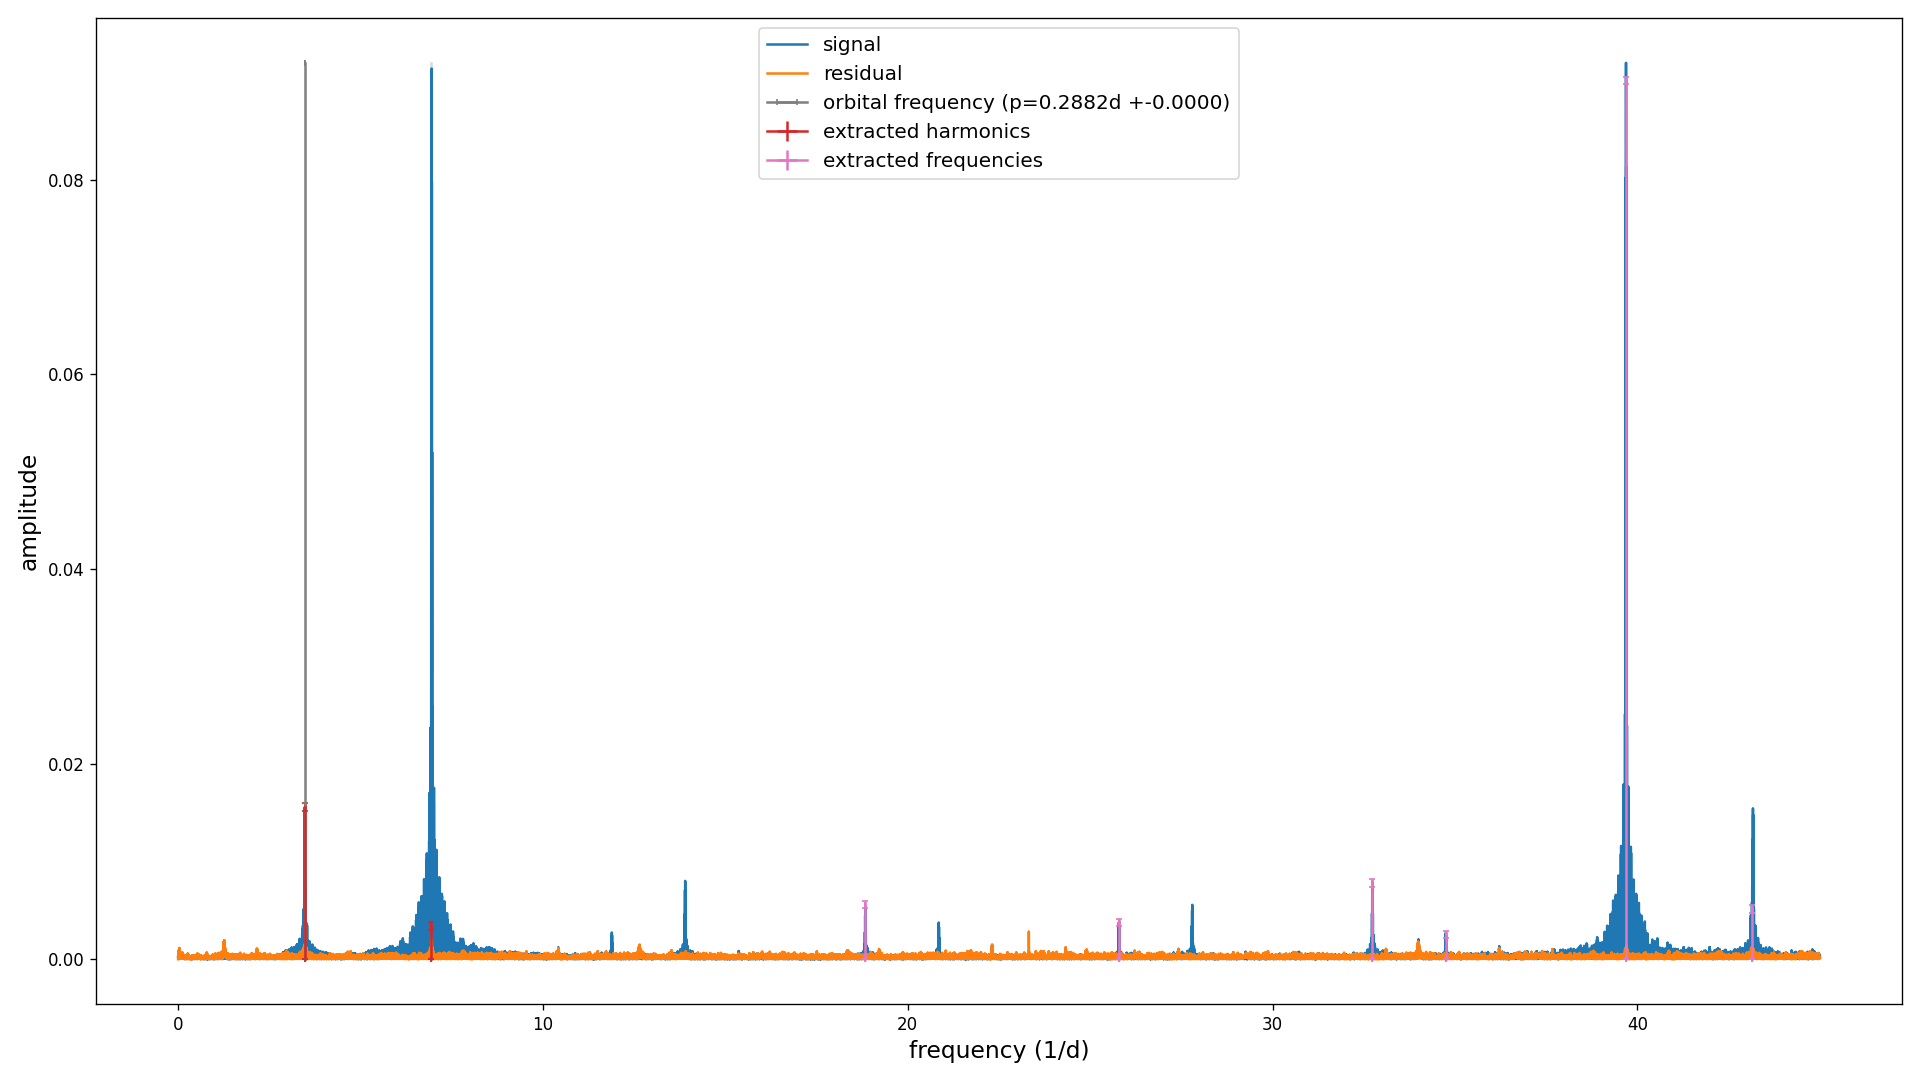 signal
residual
orbital frequency (p=0.2882d +-0.0000)
extracted harmonics
extracted frequencies
0.08
0.06
0.04
0.02
0.00
amplitude
0 10 20 30 40
frequency (1/d)